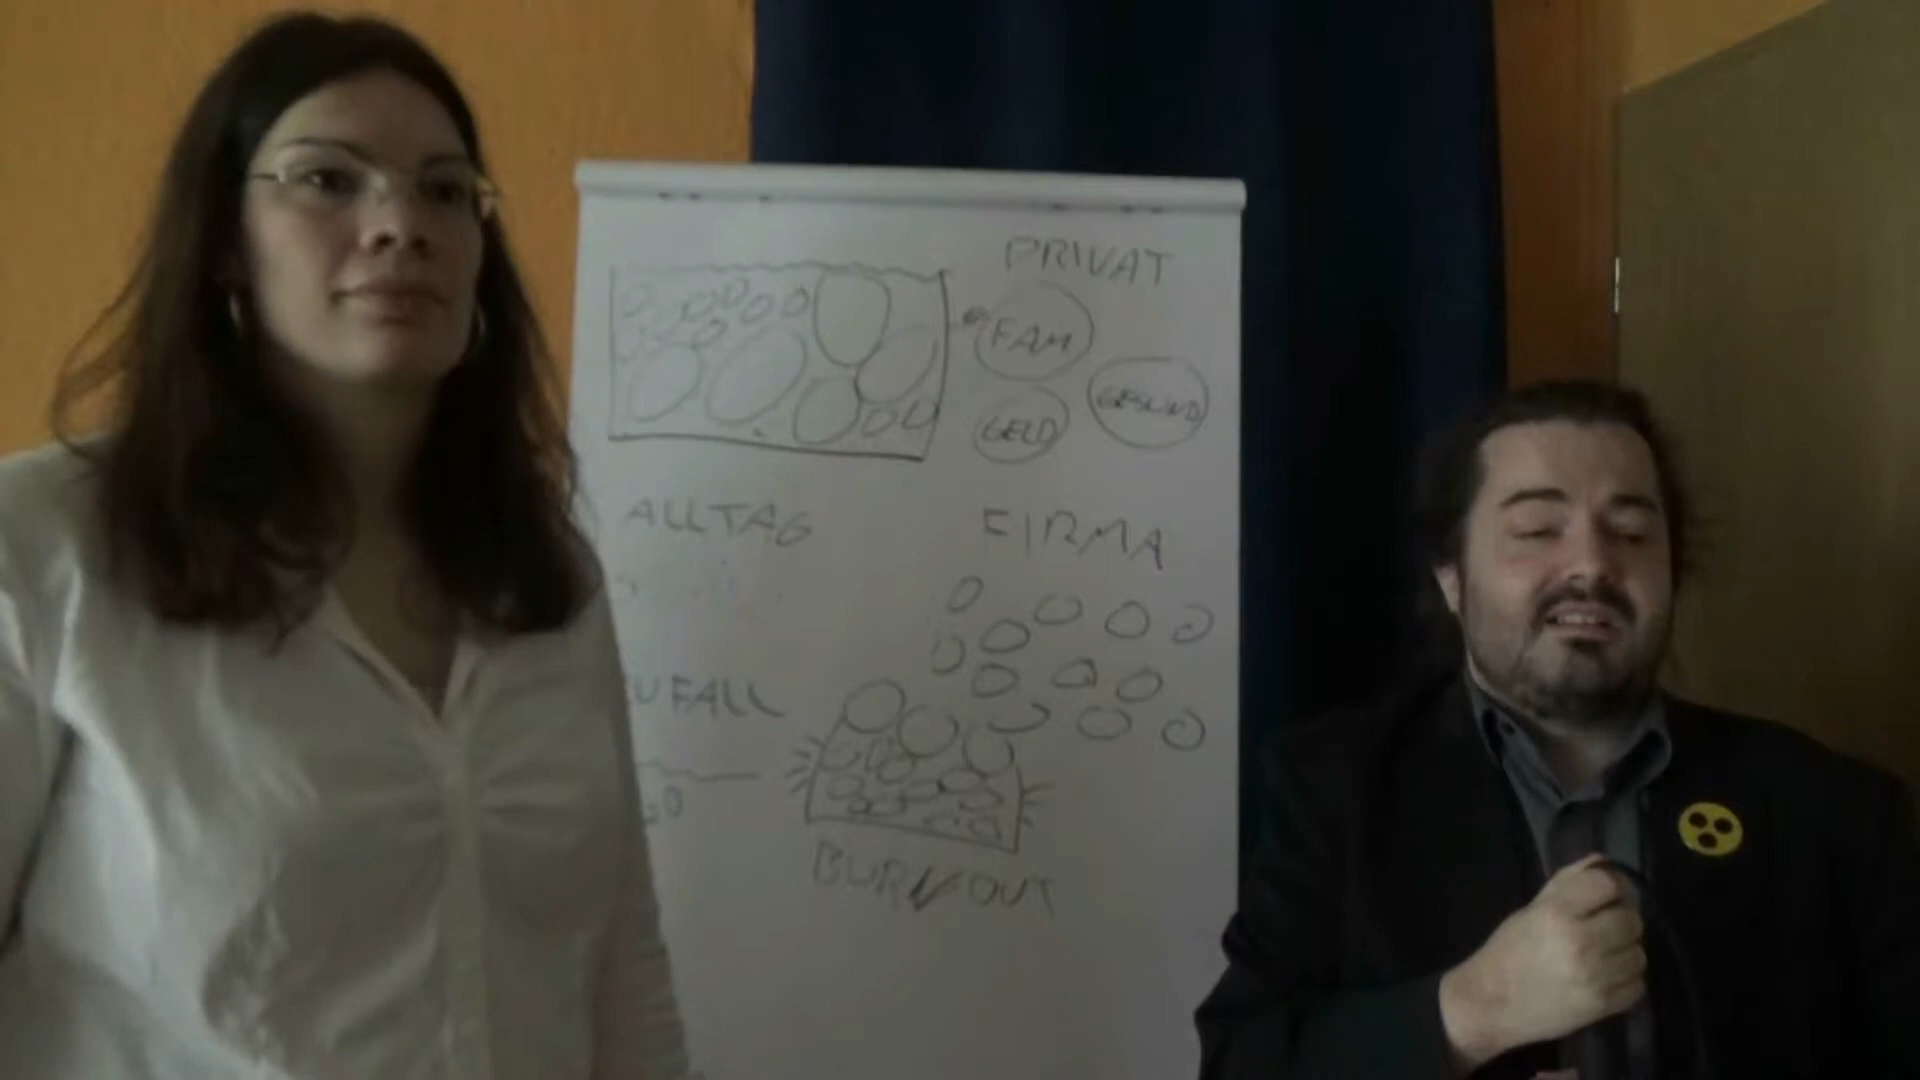 PRIVAT
FAM
GESUND
GELD
ALLTAG
FIRMA
UFALL
BURNOUT